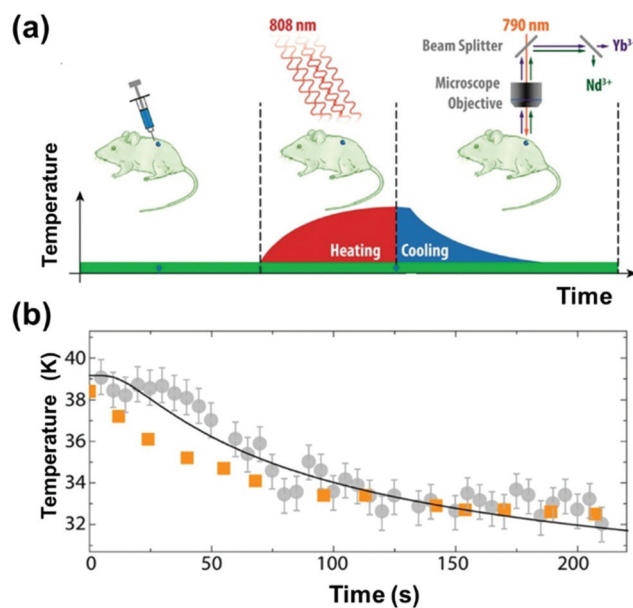 (a)
808 nm
790 nm
Beam Splitter
Yb³⁺
Microscope
Objective
Nd³⁺
Temperature
Heating
Cooling
Time
(b)
Temperature (K)
40
38
36
34
32
0
50
100
150
200
Time (s)